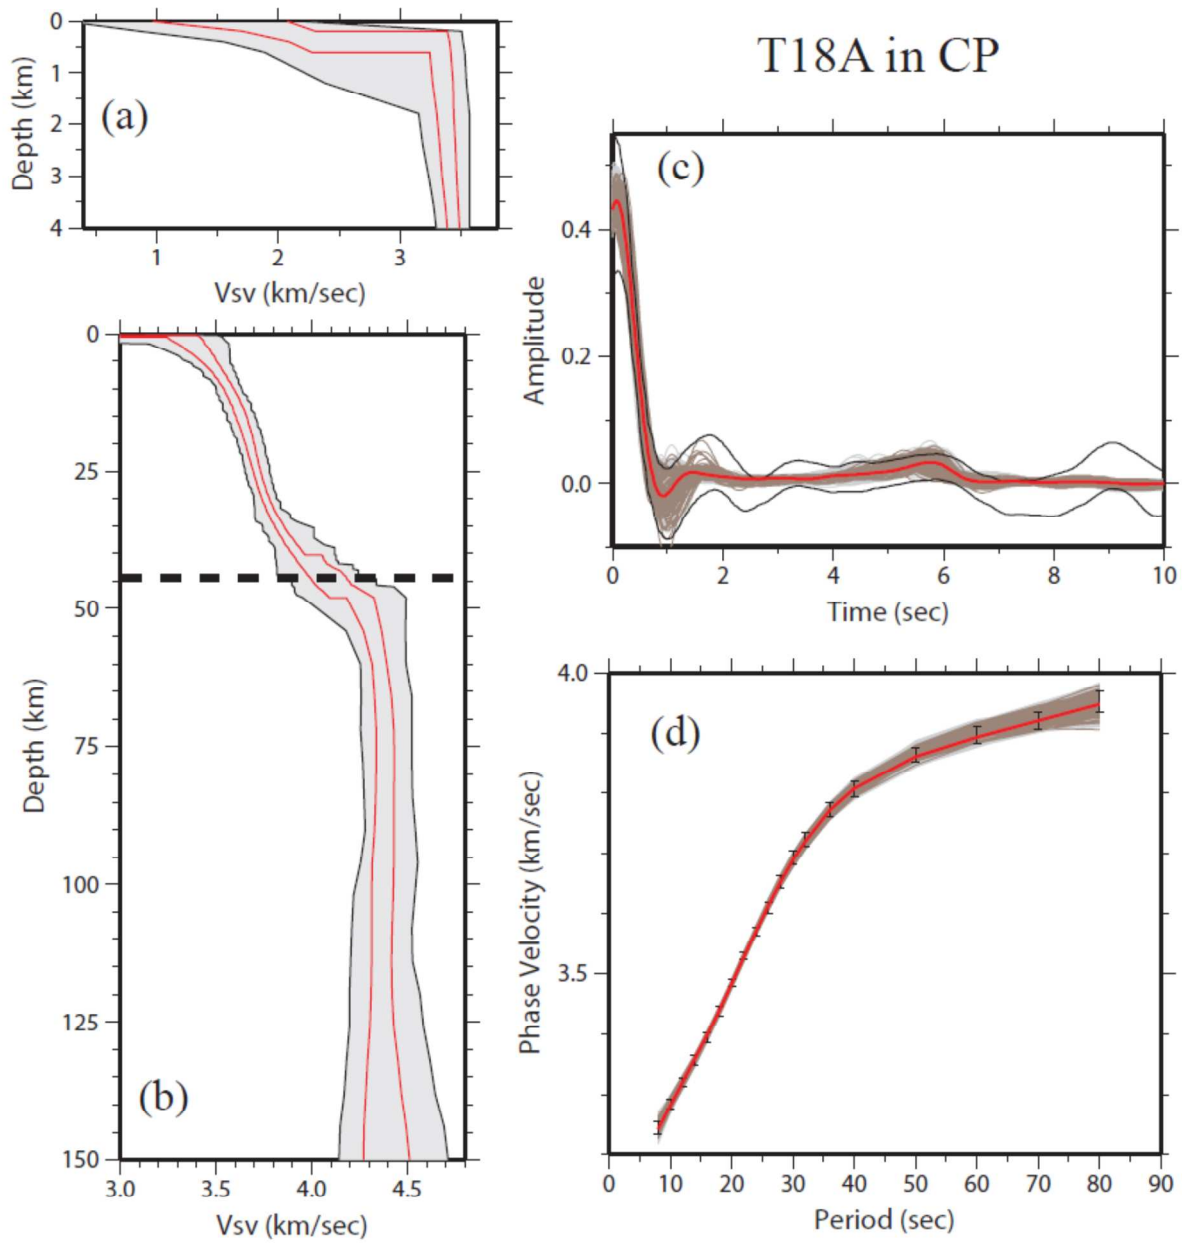 T18A in CP
0
1
2
3
4
Depth (km)
(a)
1 2 3
Vsv (km/sec)
0
25
50
75
100
125
150
Depth (km)
(b)
3.0 3.5 4.0 4.5
Vsv (km/sec)
(c)
0.4
0.2
0.0
Amplitude
0 2 4 6 8 10
Time (sec)
4.0
3.5
Phase Velocity (km/sec)
(d)
0 10 20 30 40 50 60 70 80 90
Period (sec)